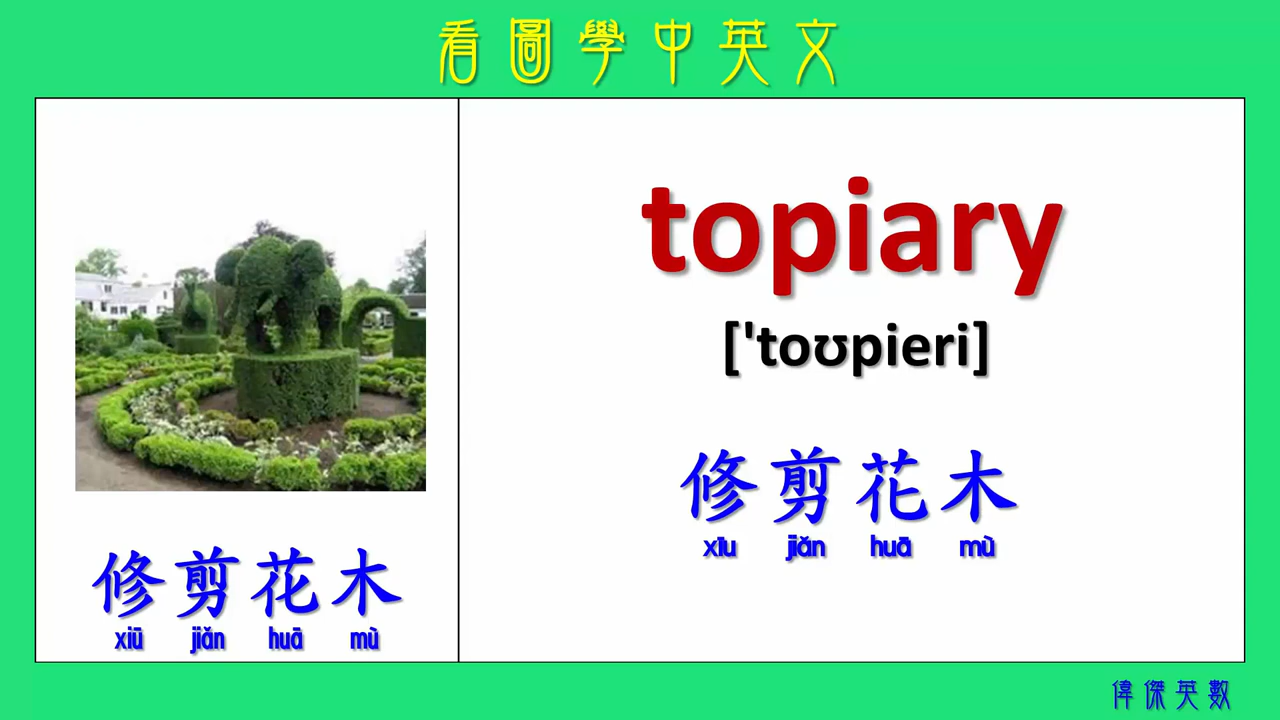 看圖學中英文
修剪花木
xiū jiǎn huā mù
topiary
['toʊpieri]
修剪花木
xīu jiǎn huā mù
偉傑英數